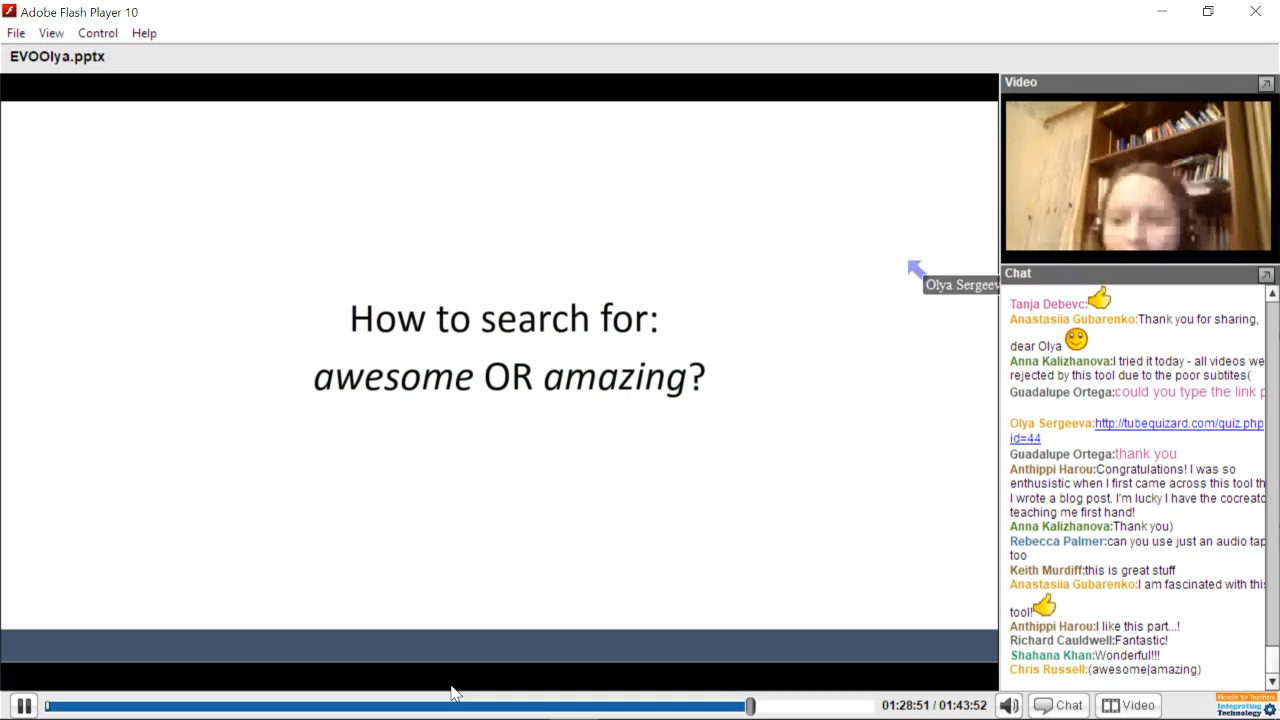 Adobe Flash Player 10
File View Control Help
EVOOlya.pptx
How to search for:
awesome OR amazing?
Olya Sergeev
Video
Chat
Tanja Debevc:
Anastasiia Gubarenko:Thank you for sharing,
dear Olya
Anna Kalizhanova:I tried it today - all videos we
rejected by this tool due to the poor subtites(
Guadalupe Ortega:could you type the link p
Olya Sergeeva:http://tubequizard.com/quiz.php
id=44
Guadalupe Ortega:thank you
Anthippi Harou:Congratulations! I was so
enthusistic when I first came across this tool th
I wrote a blog post. I'm lucky I have the cocreato
teaching me first hand!
Anna Kalizhanova:Thank you)
Rebecca Palmer:can you use just an audio tap
too
Keith Murdiff:this is great stuff
Anastasiia Gubarenko:I am fascinated with this
tool!
Anthippi Harou:I like this part...!
Richard Cauldwell:Fantastic!
Shahana Khan:Wonderful!!!
Chris Russell:(awesome|amazing)
01:28:51 / 01:43:52
Chat
Video
Moodle for Teachers
Integrating
Technology